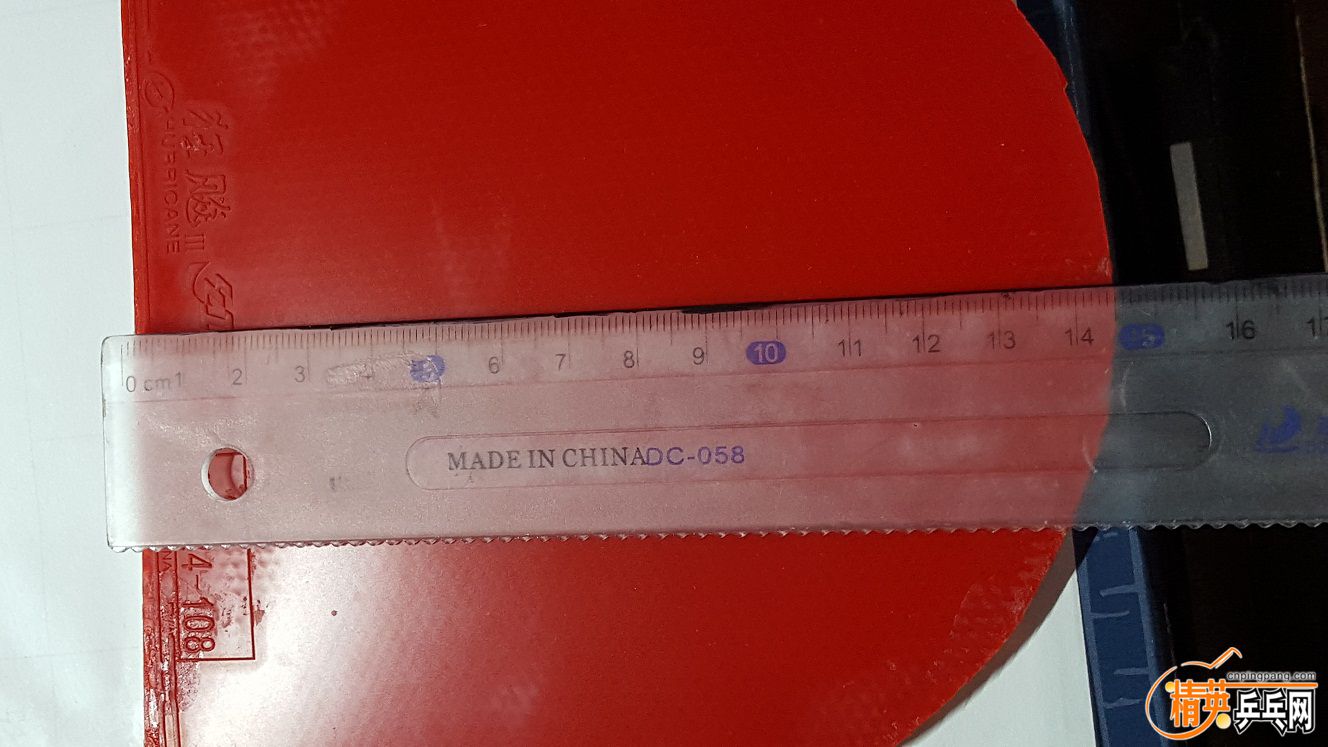 HURRICANE
狂飚 III
0 cm 1 2 3 4 5 6 7 8 9 10 11 12 13 14 15 16
MADE IN CHINA DC-058
4-108
cnpingpang.com
精英乒乓网